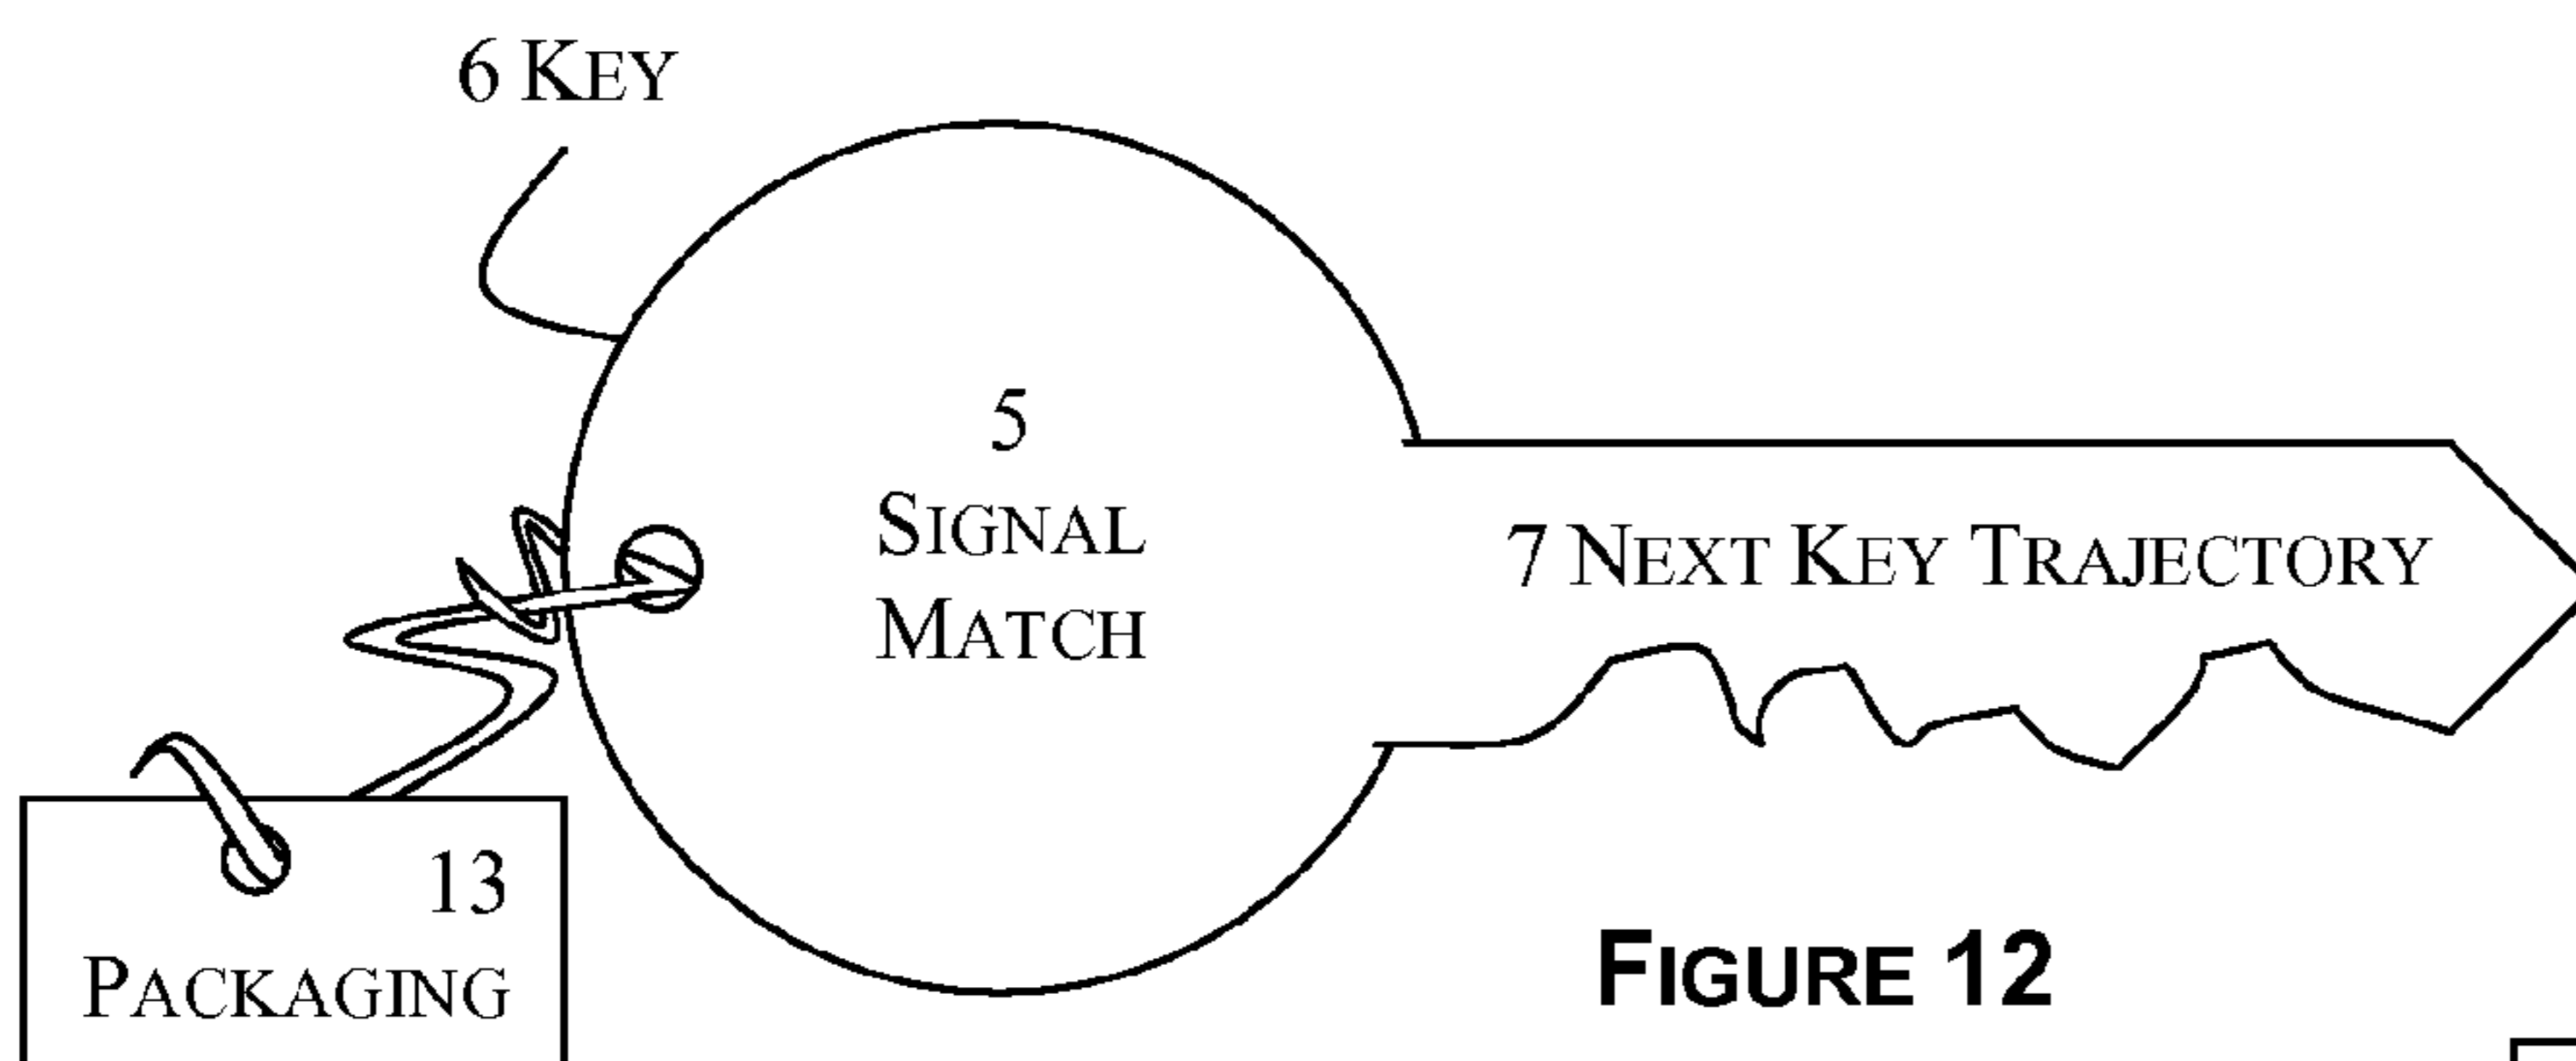 6 KEY
5
SIGNAL
MATCH
7 NEXT KEY TRAJECTORY
13
PACKAGING
FIGURE 12